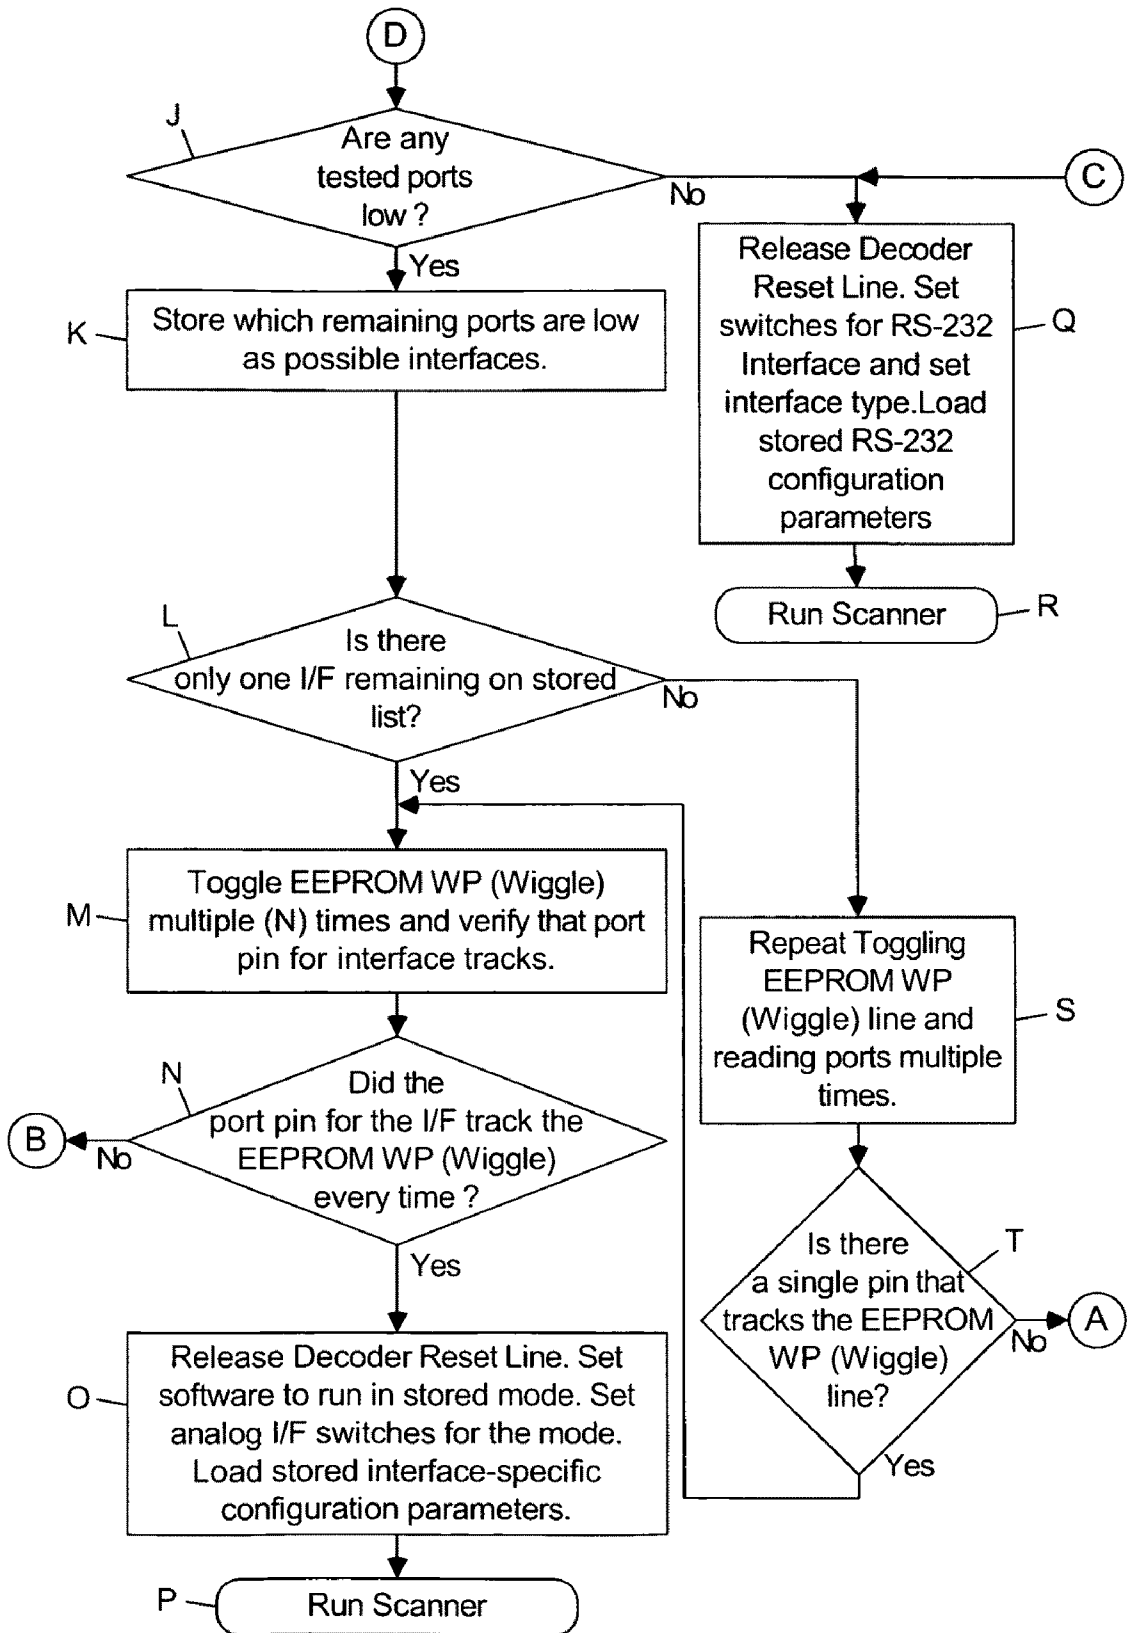 D
J
Are any
tested ports
low ?
No
C
Yes
K
Store which remaining ports are low
as possible interfaces.
Release Decoder
Reset Line. Set
switches for RS-232
Interface and set
interface type.Load
stored RS-232
configuration
parameters
Q
Run Scanner
R
L
Is there
only one I/F remaining on stored
list?
No
Yes
M
Toggle EEPROM WP (Wiggle)
multiple (N) times and verify that port
pin for interface tracks.
Repeat Toggling
EEPROM WP
(Wiggle) line and
reading ports multiple
times.
S
N
Did the
port pin for the I/F track the
EEPROM WP (Wiggle)
every time ?
B
No
Yes
T
Is there
a single pin that
tracks the EEPROM
WP (Wiggle)
line?
No
A
Yes
O
Release Decoder Reset Line. Set
software to run in stored mode. Set
analog I/F switches for the mode.
Load stored interface-specific
configuration parameters.
P
Run Scanner